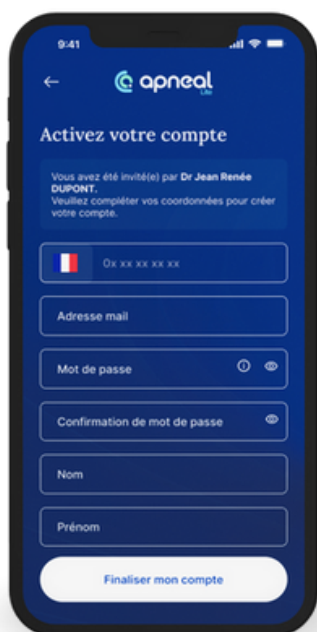 9:41
apneal
Lite
Activez votre compte
Vous avez été invité(e) par Dr Jean Renée
DUPONT.
Veuillez compléter vos coordonnées pour créer
votre compte.
0x xx xx xx xx
Adresse mail
Mot de passe
Confirmation de mot de passe
Nom
Prénom
Finaliser mon compte